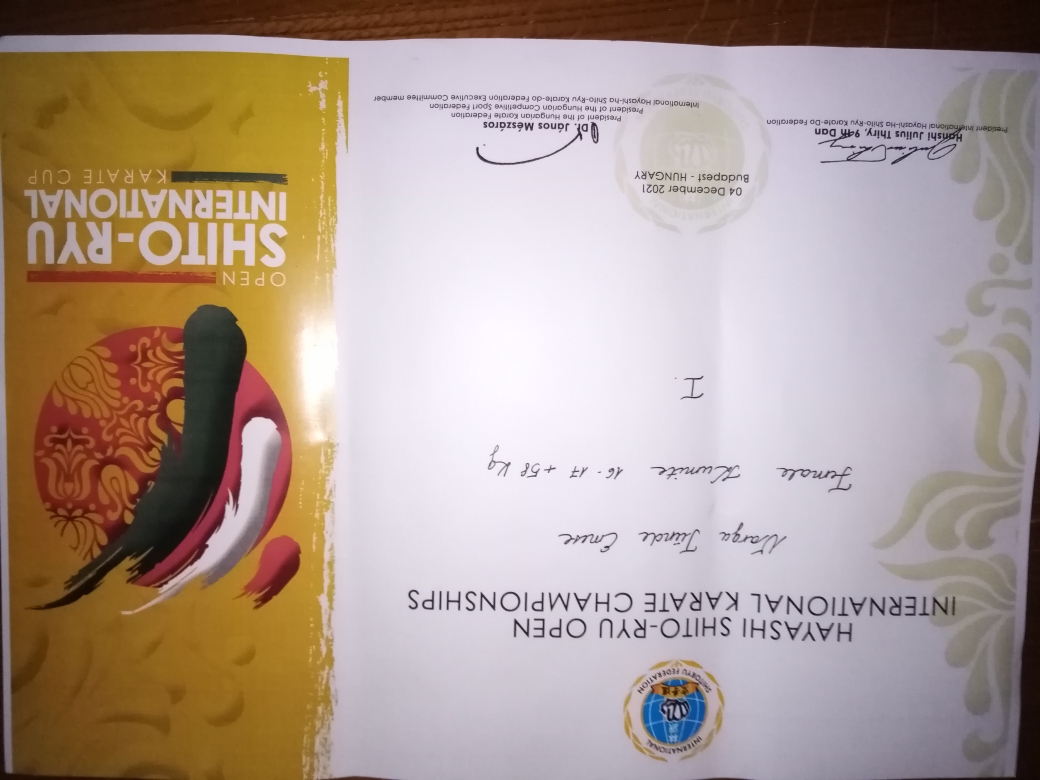 INTERNATIONAL
SHITORYU FEDERATION
HAYASHI SHITO-RYU OPEN
INTERNATIONAL KARATE CHAMPIONSHIPS
Varga Tünde Emese
Female Kumite 16-17 +58 kg
I.
04 December 2021
Budapest - HUNGARY
Hanshi Julius Thiry, 9th Dan
President International Hayashi-Ha Shito-Ryu Karate-Do Federation
Dr. János Mészáros
President of the Hungarian Karate Federation
President of the Hungarian Competitive Sport Federation
International Hayashi-ha Shito-Ryu Karate-do Federation Executive Committee member
OPEN
SHITO-RYU
INTERNATIONAL
KARATE CUP